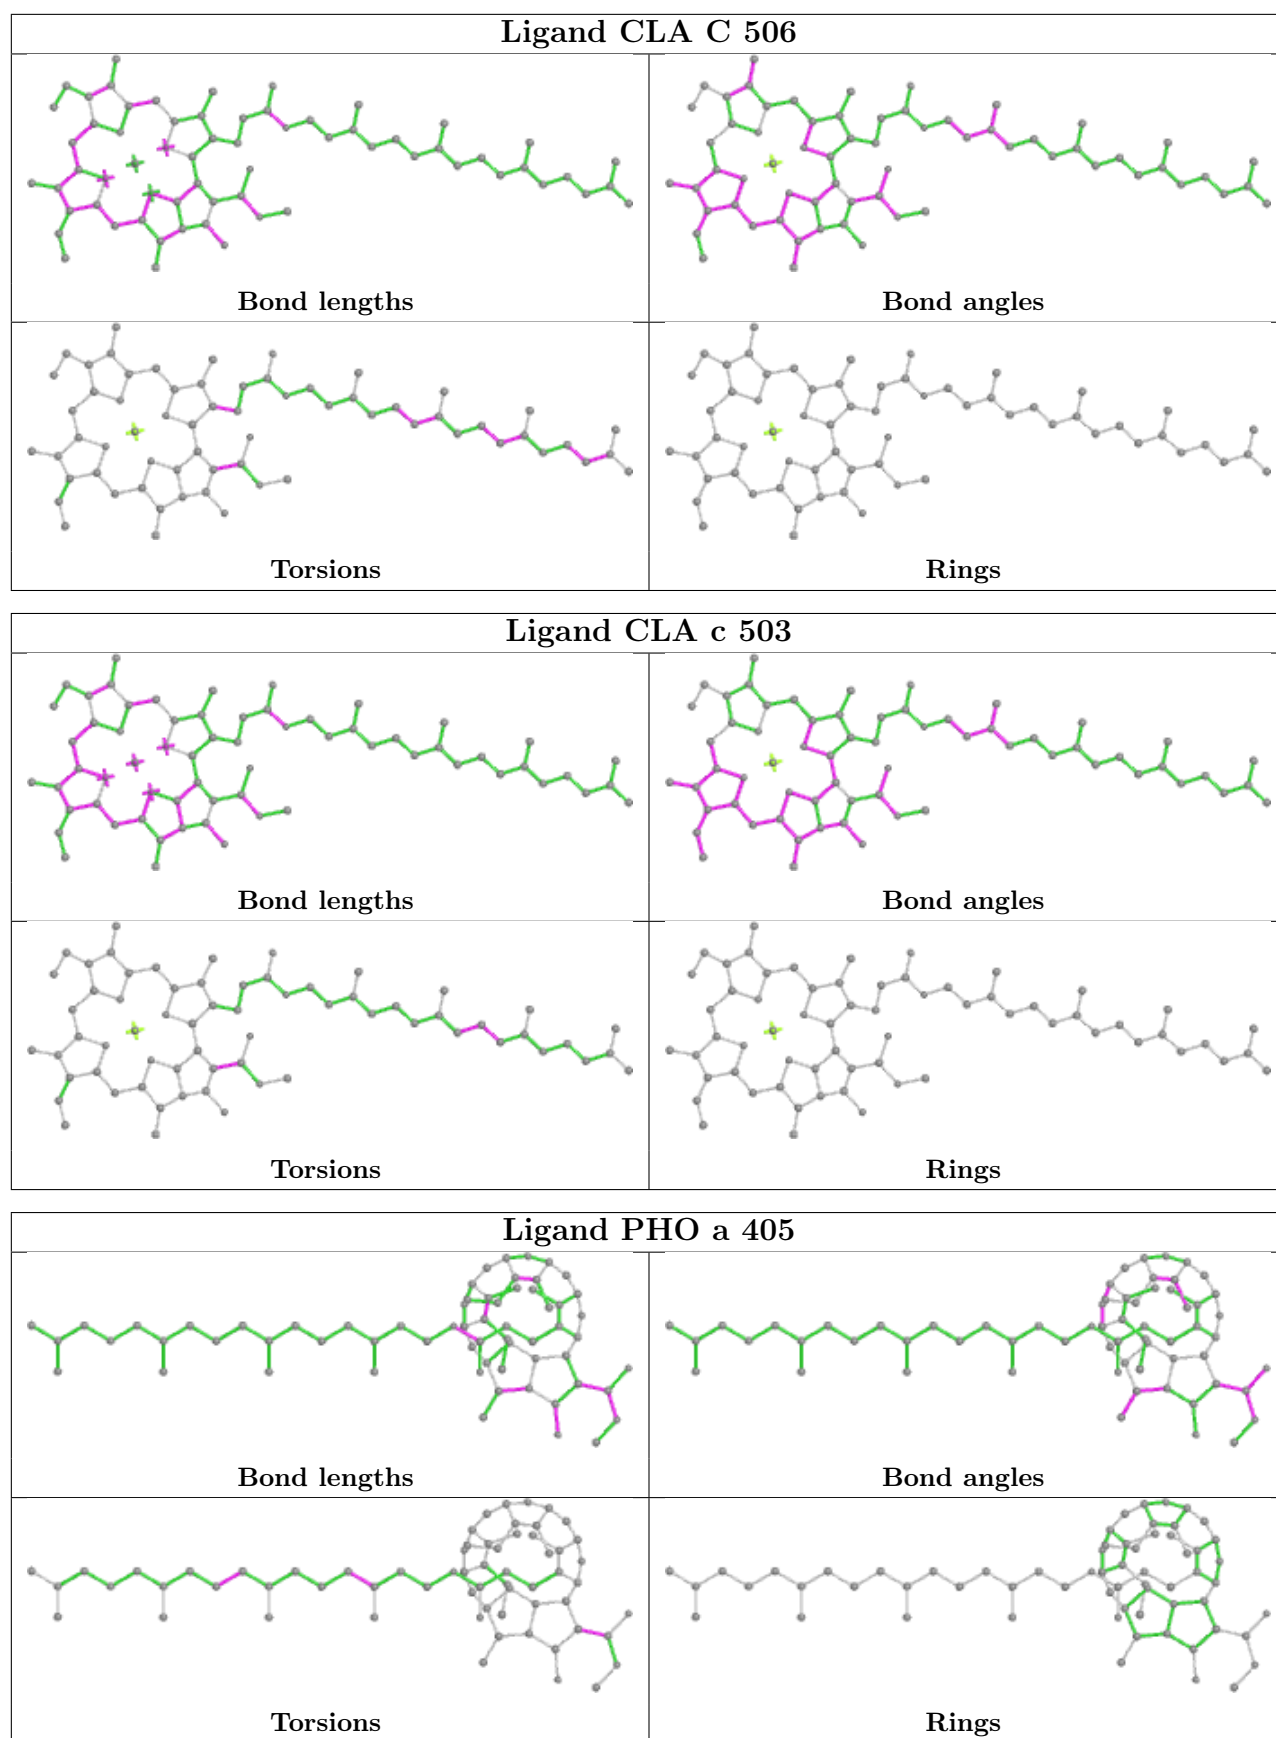 Ligand CLA C 506
Bond lengths
Bond angles
Torsions
Rings
Ligand CLA c 503
Bond lengths
Bond angles
Torsions
Rings
Ligand PHO a 405
Bond lengths
Bond angles
Torsions
Rings